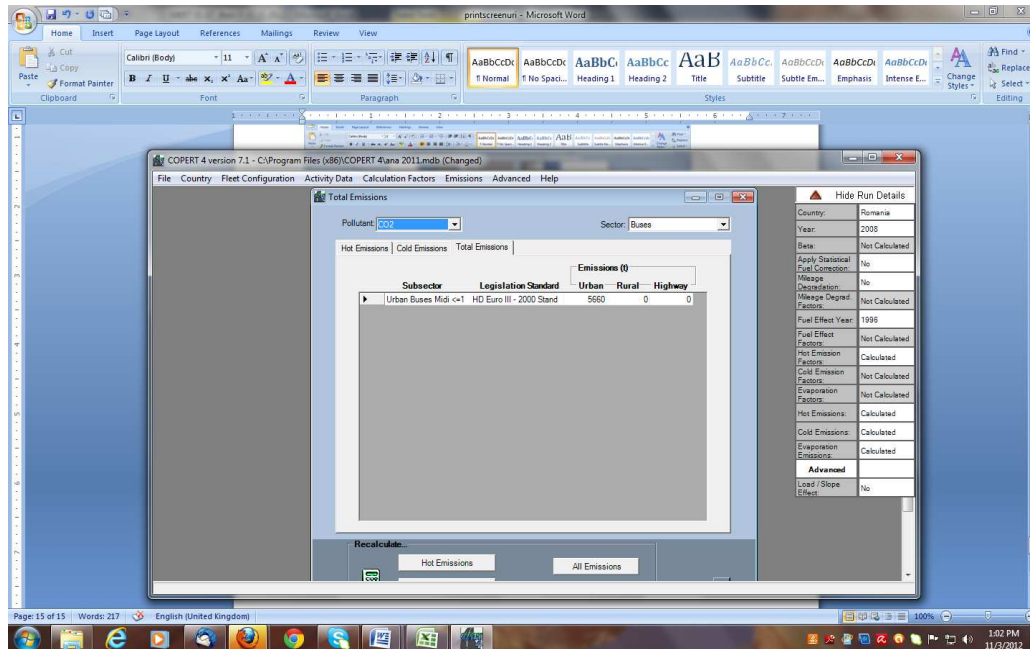 printscreenuri - Microsoft Word
Home Insert Page Layout References Mailings Review View
Cut
Copy
Paste
Format Painter
Clipboard
Calibri (Body) 11
Font
Paragraph
AaBbCcDc AaBbCcDc AaBbC AaBbCc AaB AaBbCc. AaBbCcDc AaBbCcDc AaBbCcDc
¶ Normal ¶ No Spaci... Heading 1 Heading 2 Title Subtitle Subtle Em... Emphasis Intense E...
Change Styles
Styles
Find
Replace
Select
Editing
COPERT 4 version 7.1 - C:\Program Files (x86)\COPERT 4\ana 2011.mdb (Changed)
File Country Fleet Configuration Activity Data Calculation Factors Emissions Advanced Help
Total Emissions
Pollutant: CO2
Sector: Buses
Hot Emissions Cold Emissions Total Emissions
Emissions (t)
Subsector Legislation Standard Urban Rural Highway
Urban Buses Midi <=1 HD Euro III - 2000 Stand 5660 0 0
Recalculate...
Hot Emissions
All Emissions
Hide Run Details
Country: Romania
Year: 2008
Beta: Not Calculated
Apply Statistical Fuel Correction: No
Mileage Degradation: No
Mileage Degrad. Factors: Not Calculated
Fuel Effect Year: 1996
Fuel Effect Factors: Not Calculated
Hot Emission Factors: Calculated
Cold Emission Factors: Not Calculated
Evaporation Factors: Not Calculated
Hot Emissions: Calculated
Cold Emissions: Calculated
Evaporation Emissions: Calculated
Advanced
Load / Slope Effect: No
Page: 15 of 15 Words: 217 English (United Kingdom)
100%
1:02 PM
11/3/2012